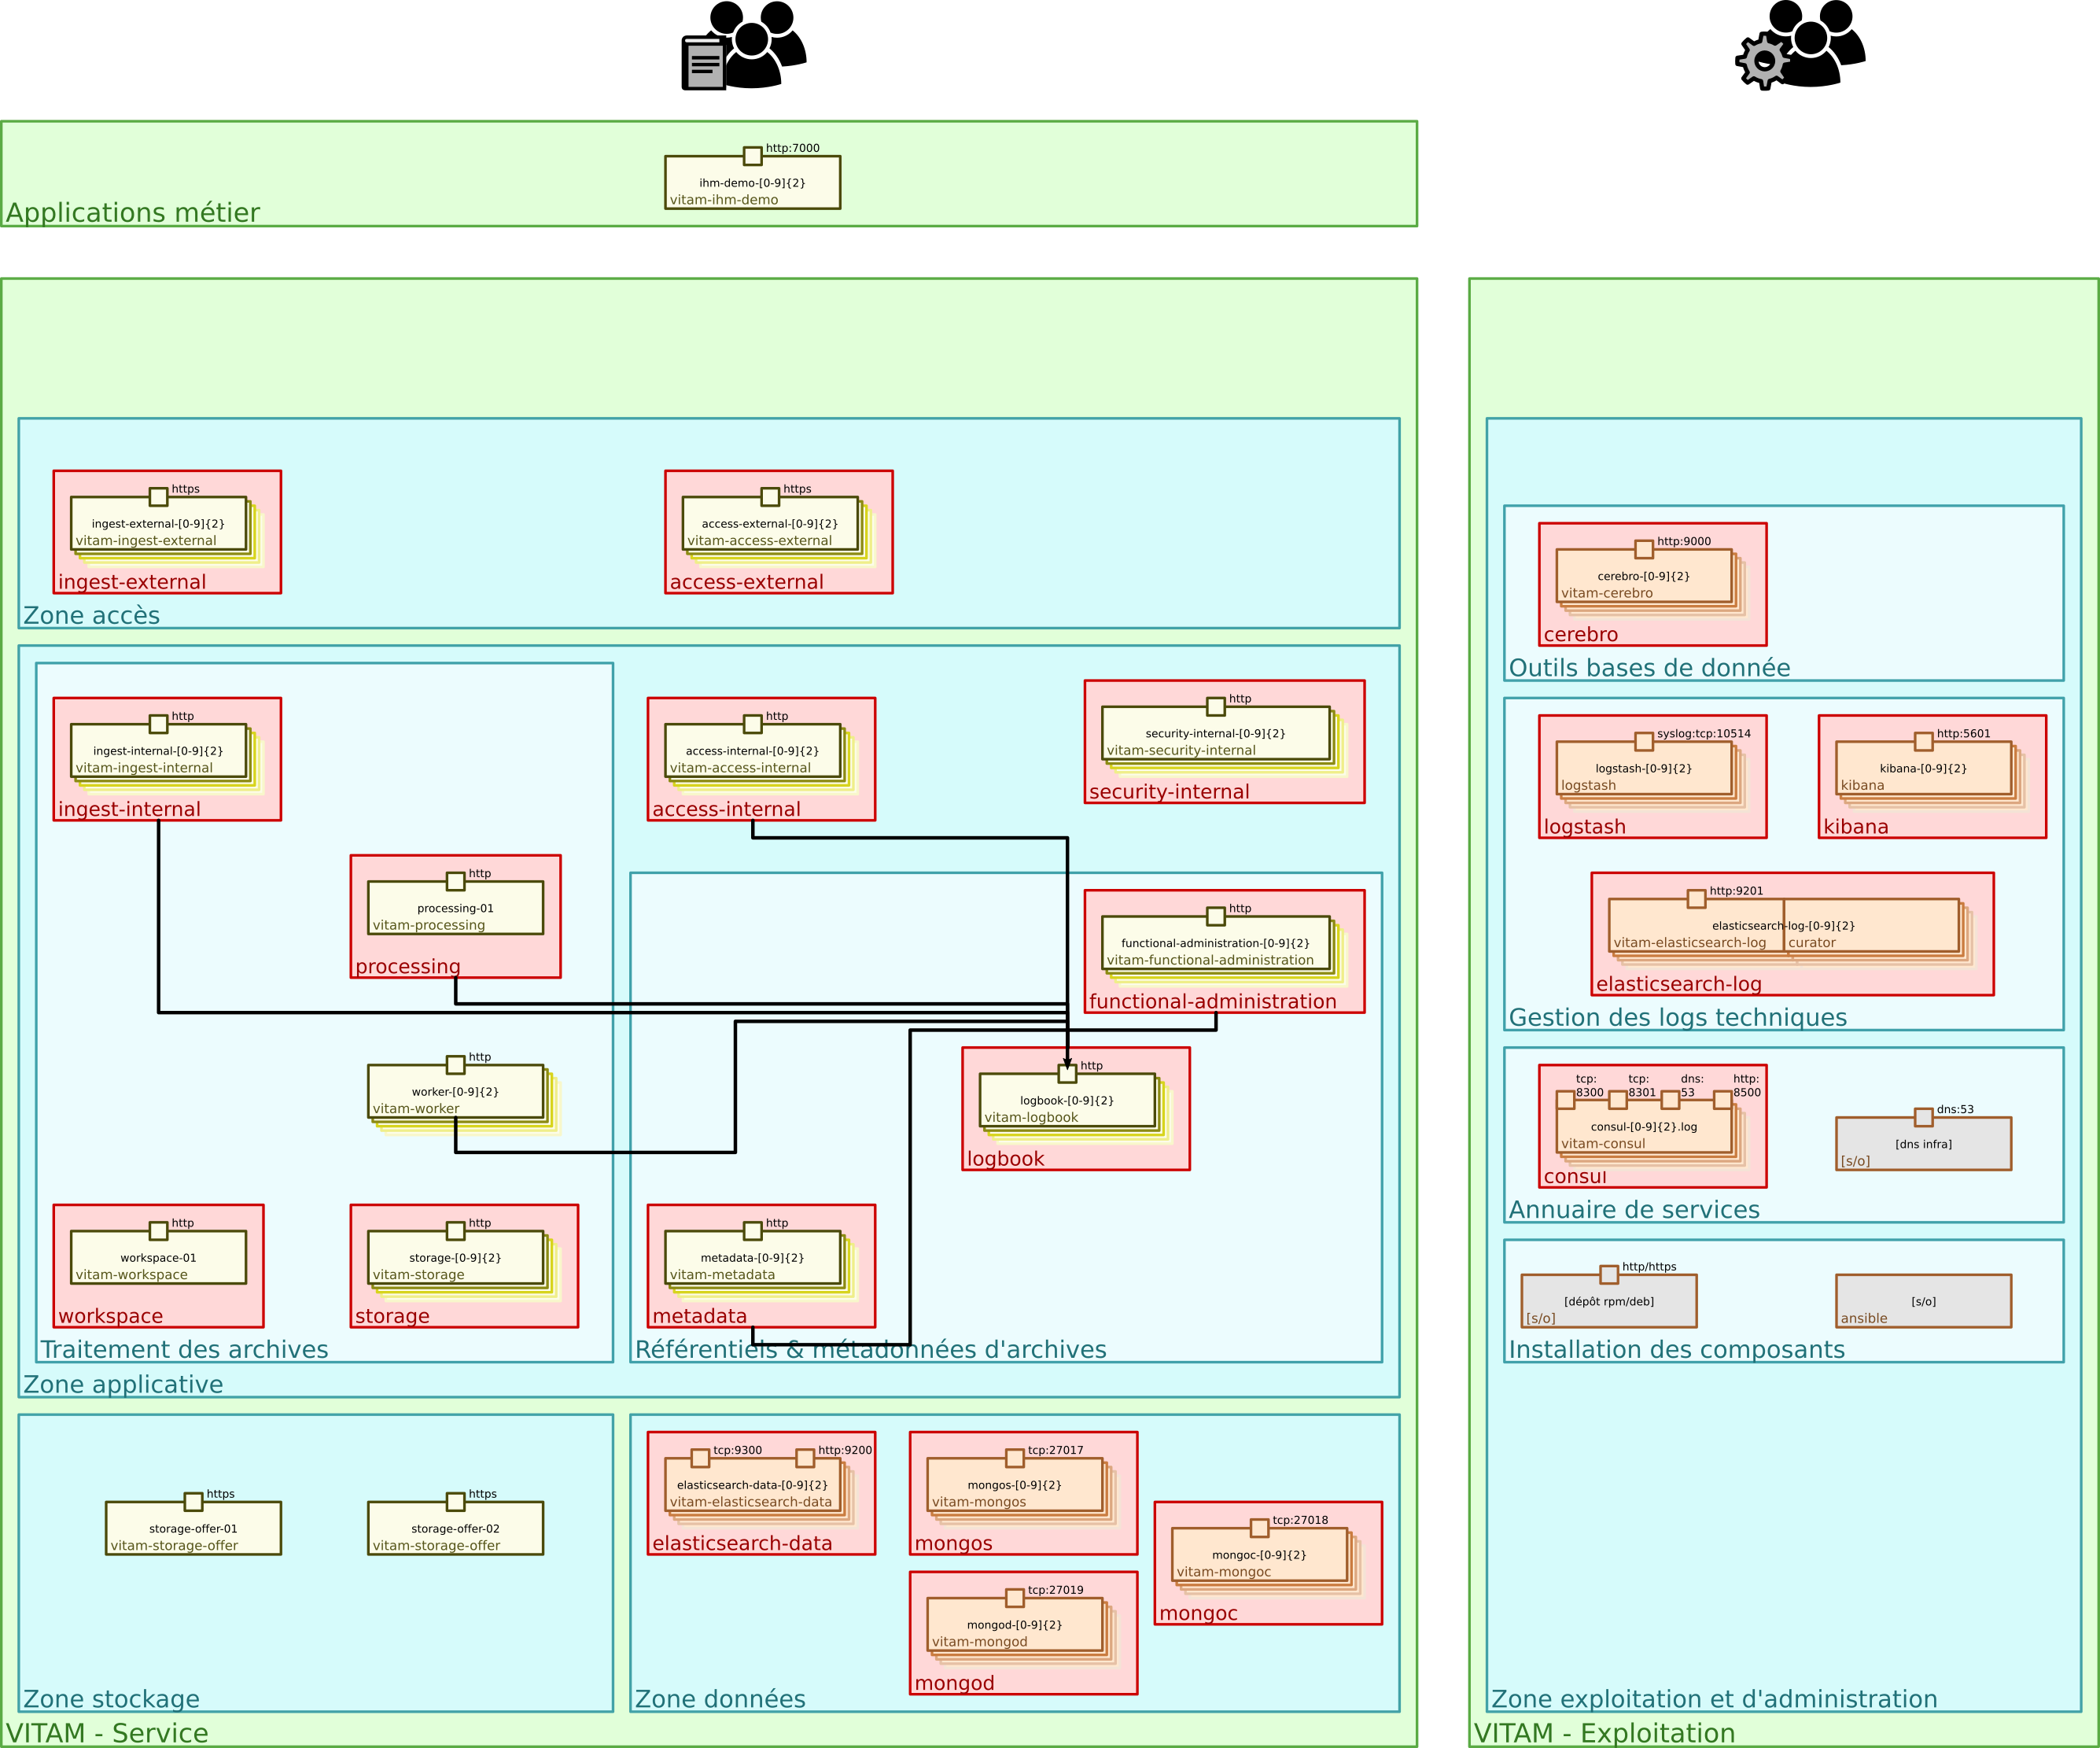 http:7000
ihm-demo-[0-9]{2}
vitam-ihm-demo
Applications métier
https
ingest-external-[0-9]{2}
vitam-ingest-external
ingest-external
https
access-external-[0-9]{2}
vitam-access-external
access-external
Zone accès
http
ingest-internal-[0-9]{2}
vitam-ingest-internal
ingest-internal
http
processing-01
vitam-processing
processing
http
worker-[0-9]{2}
vitam-worker
http
workspace-01
vitam-workspace
workspace
http
storage-[0-9]{2}
vitam-storage
storage
Traitement des archives
http
access-internal-[0-9]{2}
vitam-access-internal
access-internal
http
security-internal-[0-9]{2}
vitam-security-internal
security-internal
http
functional-administration-[0-9]{2}
vitam-functional-administration
functional-administration
http
logbook-[0-9]{2}
vitam-logbook
logbook
http
metadata-[0-9]{2}
vitam-metadata
metadata
Référentiels & métadonnées d'archives
Zone applicative
https
storage-offer-01
vitam-storage-offer
https
storage-offer-02
vitam-storage-offer
Zone stockage
tcp:9300
http:9200
elasticsearch-data-[0-9]{2}
vitam-elasticsearch-data
elasticsearch-data
tcp:27017
mongos-[0-9]{2}
vitam-mongos
mongos
tcp:27018
mongoc-[0-9]{2}
vitam-mongoc
mongoc
tcp:27019
mongod-[0-9]{2}
vitam-mongod
mongod
Zone données
VITAM - Service
http:9000
cerebro-[0-9]{2}
vitam-cerebro
cerebro
Outils bases de donnée
syslog:tcp:10514
logstash-[0-9]{2}
logstash
logstash
http:5601
kibana-[0-9]{2}
kibana
kibana
http:9201
elasticsearch-log-[0-9]{2}
vitam-elasticsearch-log
curator
elasticsearch-log
Gestion des logs techniques
tcp:
8300
tcp:
8301
dns:
53
http:
8500
consul-[0-9]{2}.log
vitam-consul
consul
dns:53
[dns infra]
[s/o]
Annuaire de services
http/https
[dépôt rpm/deb]
[s/o]
[s/o]
ansible
Installation des composants
Zone exploitation et d'administration
VITAM - Exploitation